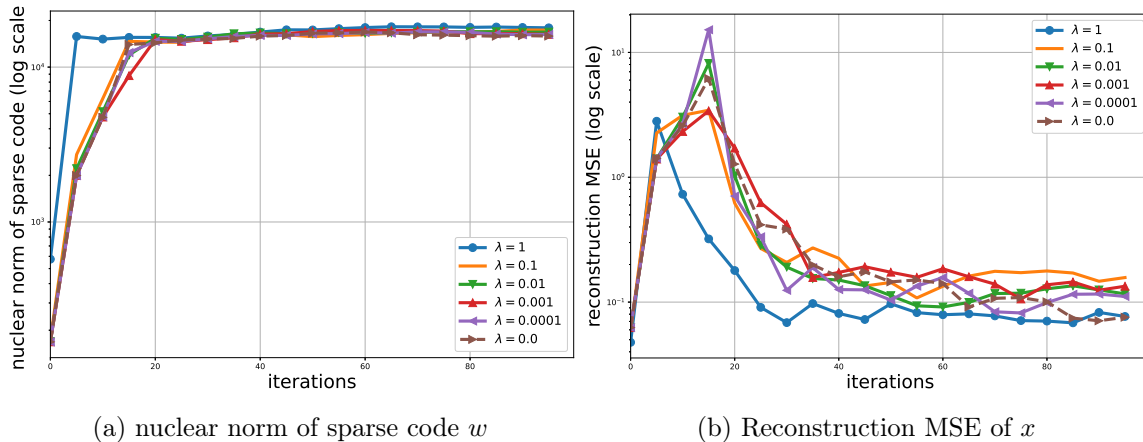 nuclear norm of sparse code (log scale)
10⁴
10³
0
20
40
60
80
iterations
λ = 1
λ = 0.1
λ = 0.01
λ = 0.001
λ = 0.0001
λ = 0.0
(a) nuclear norm of sparse code w
reconstruction MSE (log scale)
10¹
10⁰
10⁻¹
0
20
40
60
80
iterations
λ = 1
λ = 0.1
λ = 0.01
λ = 0.001
λ = 0.0001
λ = 0.0
(b) Reconstruction MSE of x